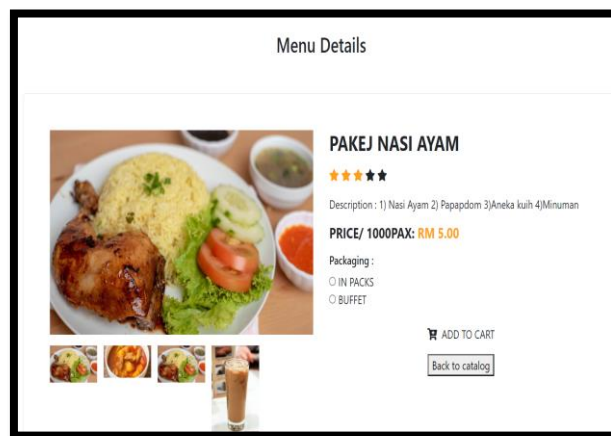 Menu Details
PAKEJ NASI AYAM
Description : 1) Nasi Ayam 2) Papapdom 3)Aneka kuih 4)Minuman
PRICE/ 1000PAX: RM 5.00
Packaging :
IN PACKS
BUFFET
ADD TO CART
Back to catalog